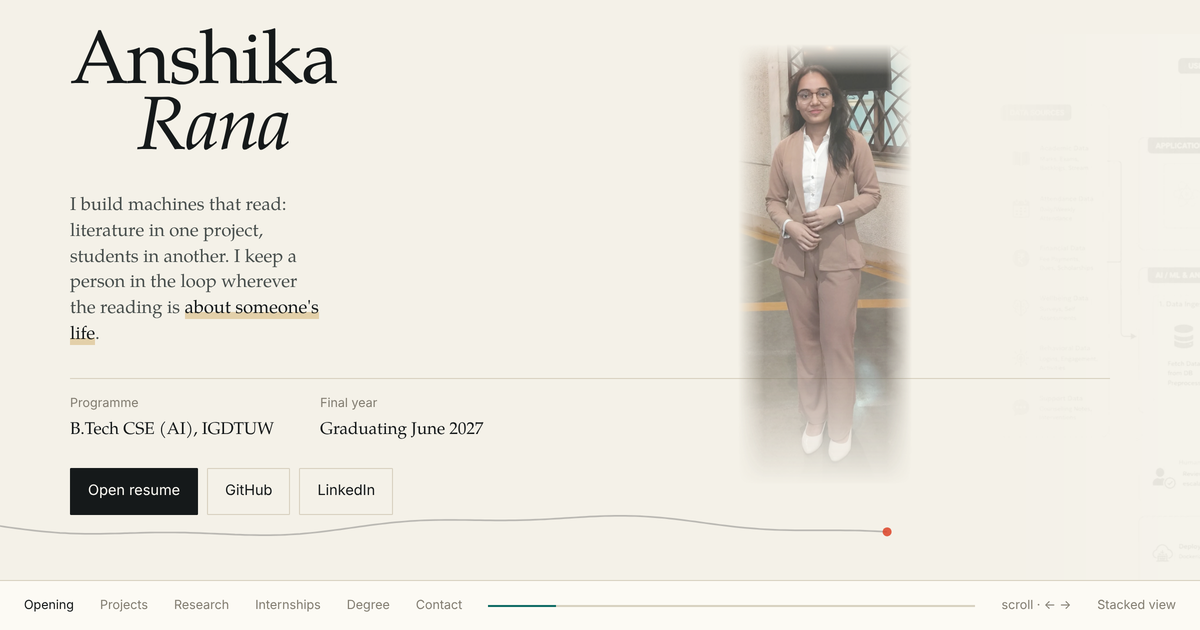 Anshika
Rana
I build machines that read:
literature in one project,
students in another. I keep a
person in the loop wherever
the reading is about someone's
life.
Programme
Final year
B.Tech CSE (AI), IGDTUW
Graduating June 2027
Open resume
GitHub
LinkedIn
APPLICATIO
Opening
Projects
Research
Internships
Degree
Contact
scroll · ← →
Stacked view